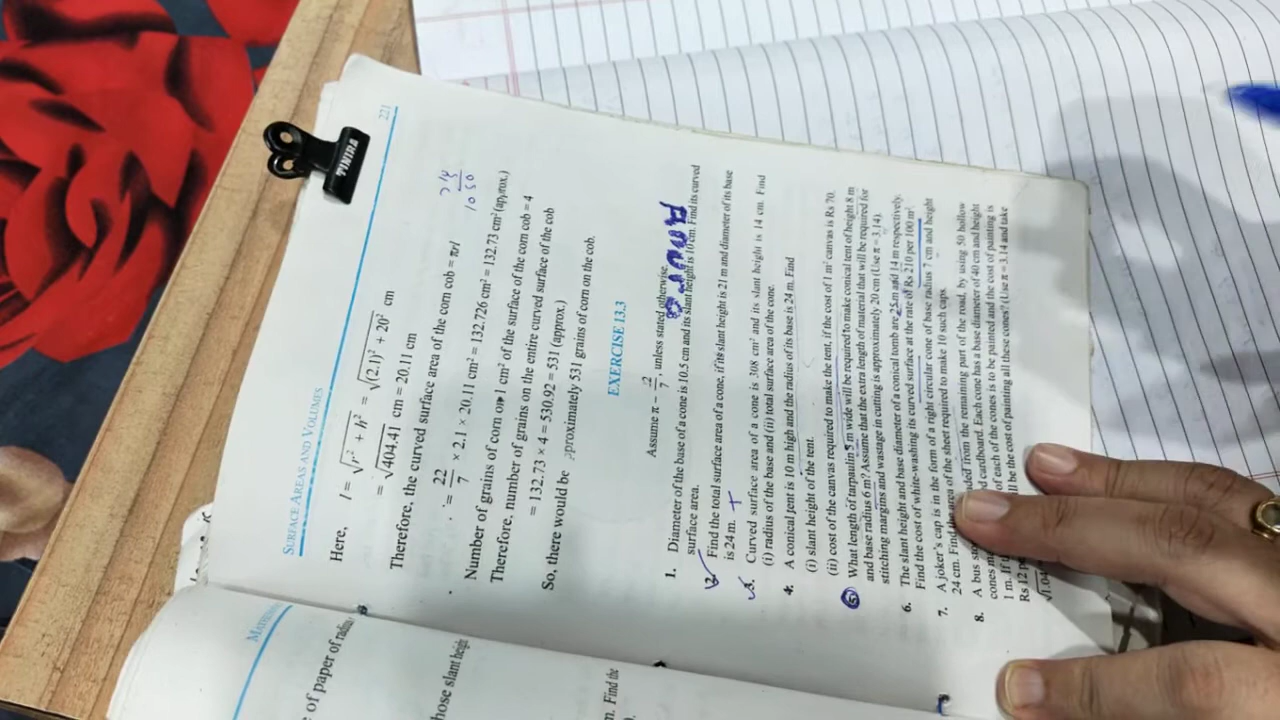 SURFACE AREAS AND VOLUMES 221
TINIRA
Here, l = √r² + h² = √(2.1)² + 20² cm
= √404.41 cm = 20.11 cm
Therefore, the curved surface area of the corn cob = πrl
= 22/7 × 2.1 × 20.11 cm² = 132.726 cm² = 132.73 cm² (approx.)
Number of grains of corn on 1 cm² of the surface of the corn cob = 4
Therefore, number of grains on the entire curved surface of the cob
= 132.73 × 4 = 530.92 = 531 (approx.)
So, there would be approximately 531 grains of corn on the cob.
EXERCISE 13.3
Assume π = /7, unless stated otherwise.
1. Diameter of the base of a cone is 10.5 cm and its slant height is 10 cm. Find its curved
surface area.
2. Find the total surface area of a cone, if its slant height is 21 m and diameter of its base
is 24 m. +
3. Curved surface area of a cone is 308 cm² and its slant height is 14 cm. Find
(i) radius of the base and (ii) total surface area of the cone.
4. A conical tent is 10 m high and the radius of its base is 24 m. Find
(i) slant height of the tent.
(ii) cost of the canvas required to make the tent, if the cost of 1 m² canvas is Rs 70.
5. What length of tarpaulin 3 m wide will be required to make conical tent of height 8 m
and base radius 6 m? Assume that the extra length of material that will be required for
stitching margins and wastage in cutting is approximately 20 cm (Use π = 3.14).
6. The slant height and base diameter of a conical tomb are 25 m and 14 m respectively.
Find the cost of white-washing its curved surface at the rate of Rs 210 per 100 m².
7. A joker's cap is in the form of a right circular cone of base radius 7 cm and height
24 cm. Find the area of the sheet required to make 10 such caps.
8. A bus s ded from the remaining part of the road, by using 50 hollow
cones m d cardboard. Each cone has a base diameter of 40 cm and height
1 m. If t of each of the cones is to be painted and the cost of painting is
Rs 12 p ll be the cost of painting all these cones? (Use π = 3.14 and take
√1.04
MATHEM
e of paper of radiu
hose slant heigh
m. Find the